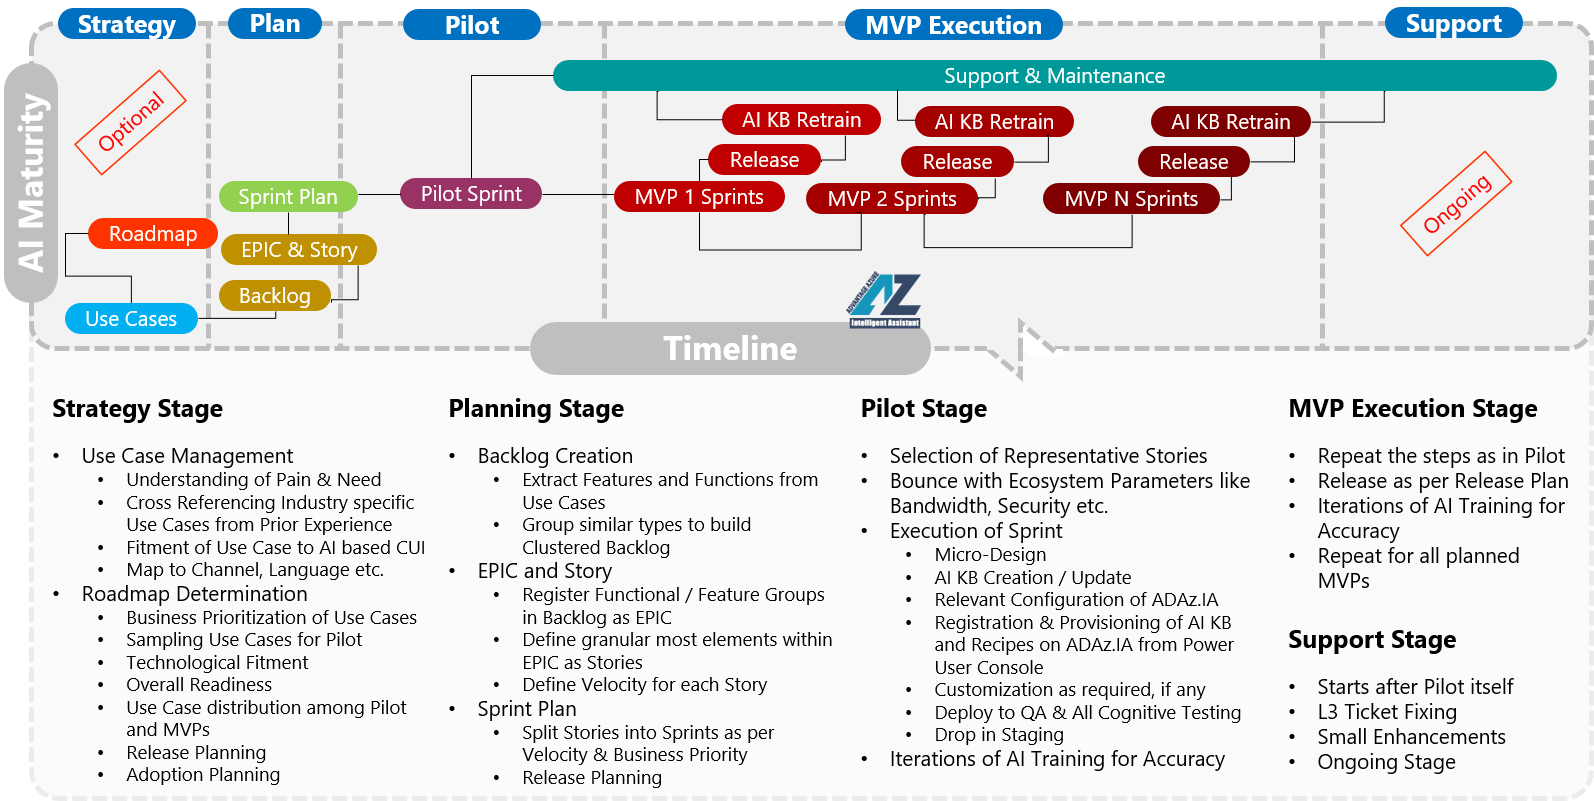 Strategy
Plan
Pilot
MVP Execution
Support
AI Maturity
Optional
Support & Maintenance
AI KB Retrain
AI KB Retrain
AI KB Retrain
Release
Release
Release
Sprint Plan
Pilot Sprint
MVP 1 Sprints
MVP 2 Sprints
MVP N Sprints
Ongoing
Roadmap
EPIC & Story
Backlog
Use Cases
ADVANTAGE AZURE
AZ
Intelligent Assistant
Timeline
Strategy Stage
• Use Case Management
• Understanding of Pain & Need
• Cross Referencing Industry specific
Use Cases from Prior Experience
• Fitment of Use Case to AI based CUI
• Map to Channel, Language etc.
• Roadmap Determination
• Business Prioritization of Use Cases
• Sampling Use Cases for Pilot
• Technological Fitment
• Overall Readiness
• Use Case distribution among Pilot
and MVPs
• Release Planning
• Adoption Planning
Planning Stage
• Backlog Creation
• Extract Features and Functions from
Use Cases
• Group similar types to build
Clustered Backlog
• EPIC and Story
• Register Functional / Feature Groups
in Backlog as EPIC
• Define granular most elements within
EPIC as Stories
• Define Velocity for each Story
• Sprint Plan
• Split Stories into Sprints as per
Velocity & Business Priority
• Release Planning
Pilot Stage
• Selection of Representative Stories
• Bounce with Ecosystem Parameters like
Bandwidth, Security etc.
• Execution of Sprint
• Micro-Design
• AI KB Creation / Update
• Relevant Configuration of ADAz.IA
• Registration & Provisioning of AI KB
and Recipes on ADAz.IA from Power
User Console
• Customization as required, if any
• Deploy to QA & All Cognitive Testing
• Drop in Staging
• Iterations of AI Training for Accuracy
MVP Execution Stage
• Repeat the steps as in Pilot
• Release as per Release Plan
• Iterations of AI Training for
Accuracy
• Repeat for all planned
MVPs
Support Stage
• Starts after Pilot itself
• L3 Ticket Fixing
• Small Enhancements
• Ongoing Stage